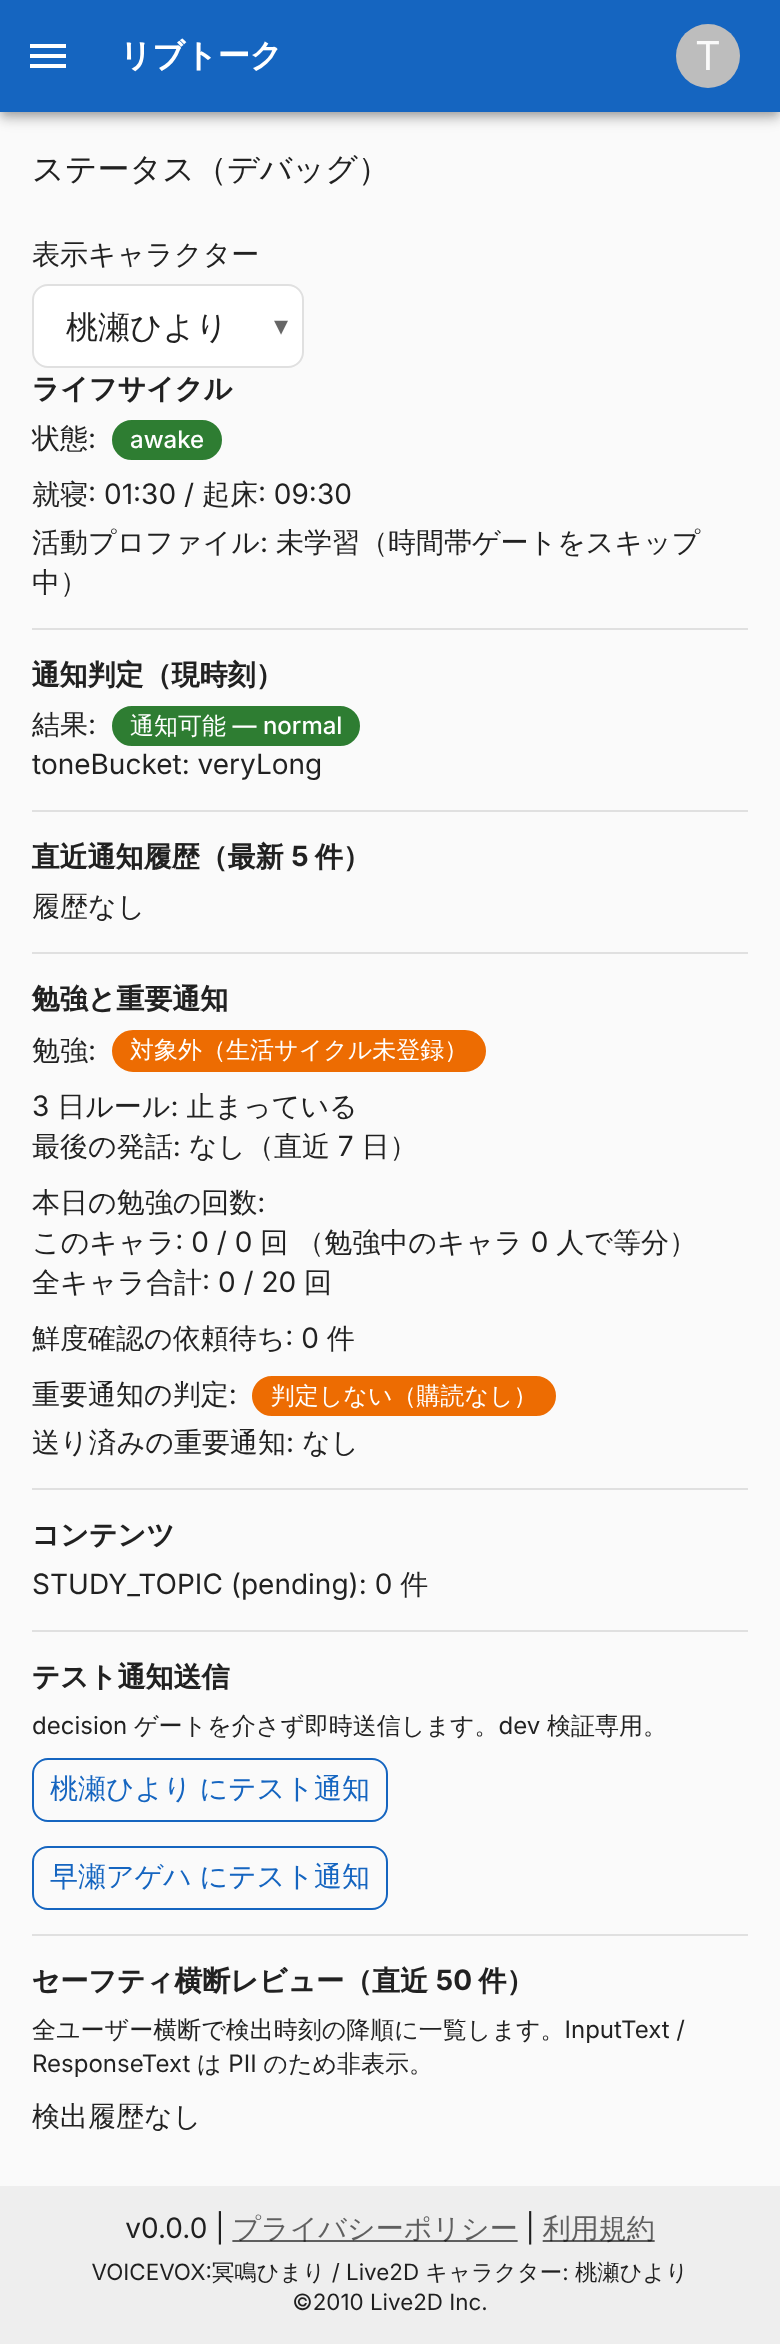 リブトーク
T
ステータス（デバッグ）
表示キャラクター
桃瀬ひより ▼
ライフサイクル
状態: awake
就寝: 01:30 / 起床: 09:30
活動プロファイル: 未学習（時間帯ゲートをスキップ
中）
通知判定（現時刻）
結果: 通知可能 — normal
toneBucket: veryLong
直近通知履歴（最新 5 件）
履歴なし
勉強と重要通知
勉強: 対象外（生活サイクル未登録）
3 日ルール: 止まっている
最後の発話: なし（直近 7 日）
本日の勉強の回数:
このキャラ: 0 / 0 回 （勉強中のキャラ 0 人で等分）
全キャラ合計: 0 / 20 回
鮮度確認の依頼待ち: 0 件
重要通知の判定: 判定しない（購読なし）
送り済みの重要通知: なし
コンテンツ
STUDY_TOPIC (pending): 0 件
テスト通知送信
decision ゲートを介さず即時送信します。dev 検証専用。
桃瀬ひより にテスト通知
早瀬アゲハ にテスト通知
セーフティ横断レビュー（直近 50 件）
全ユーザー横断で検出時刻の降順に一覧します。InputText /
ResponseText は PII のため非表示。
検出履歴なし
v0.0.0 | プライバシーポリシー | 利用規約
VOICEVOX:冥鳴ひまり / Live2D キャラクター: 桃瀬ひより
©2010 Live2D Inc.